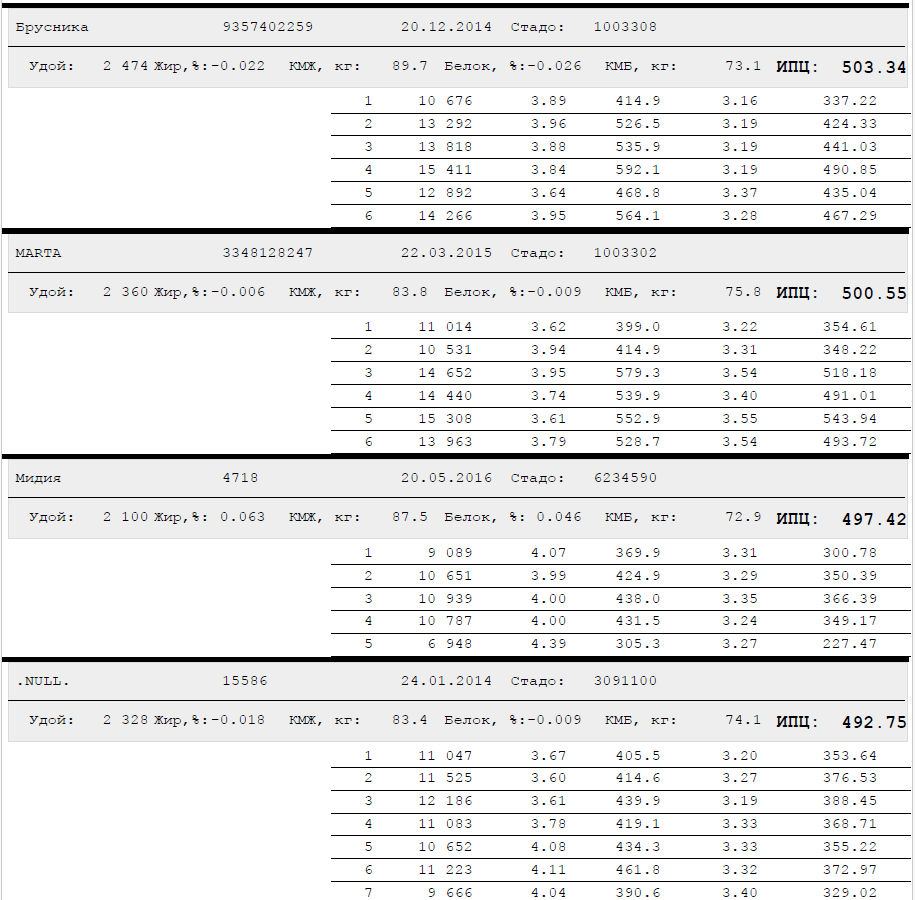 Брусника 9357402259 20.12.2014 Стадо: 1003308
Удой: 2 474 Жир,%:-0.022 КМЖ, кг: 89.7 Белок, %:-0.026 КМБ, кг: 73.1 ИПЦ: 503.34
1 10 676 3.89 414.9 3.16 337.22
2 13 292 3.96 526.5 3.19 424.33
3 13 818 3.88 535.9 3.19 441.03
4 15 411 3.84 592.1 3.19 490.85
5 12 892 3.64 468.8 3.37 435.04
6 14 266 3.95 564.1 3.28 467.29
MARTA 3348128247 22.03.2015 Стадо: 1003302
Удой: 2 360 Жир,%:-0.006 КМЖ, кг: 83.8 Белок, %:-0.009 КМБ, кг: 75.8 ИПЦ: 500.55
1 11 014 3.62 399.0 3.22 354.61
2 10 531 3.94 414.9 3.31 348.22
3 14 652 3.95 579.3 3.54 518.18
4 14 440 3.74 539.9 3.40 491.01
5 15 308 3.61 552.9 3.55 543.94
6 13 963 3.79 528.7 3.54 493.72
Мидия 4718 20.05.2016 Стадо: 6234590
Удой: 2 100 Жир,%: 0.063 КМЖ, кг: 87.5 Белок, %: 0.046 КМБ, кг: 72.9 ИПЦ: 497.42
1 9 089 4.07 369.9 3.31 300.78
2 10 651 3.99 424.9 3.29 350.39
3 10 939 4.00 438.0 3.35 366.39
4 10 787 4.00 431.5 3.24 349.17
5 6 948 4.39 305.3 3.27 227.47
.NULL. 15586 24.01.2014 Стадо: 3091100
Удой: 2 328 Жир,%:-0.018 КМЖ, кг: 83.4 Белок, %:-0.009 КМБ, кг: 74.1 ИПЦ: 492.75
1 11 047 3.67 405.5 3.20 353.64
2 11 525 3.60 414.6 3.27 376.53
3 12 186 3.61 439.9 3.19 388.45
4 11 083 3.78 419.1 3.33 368.71
5 10 652 4.08 434.3 3.33 355.22
6 11 223 4.11 461.8 3.32 372.97
7 9 666 4.04 390.6 3.40 329.02